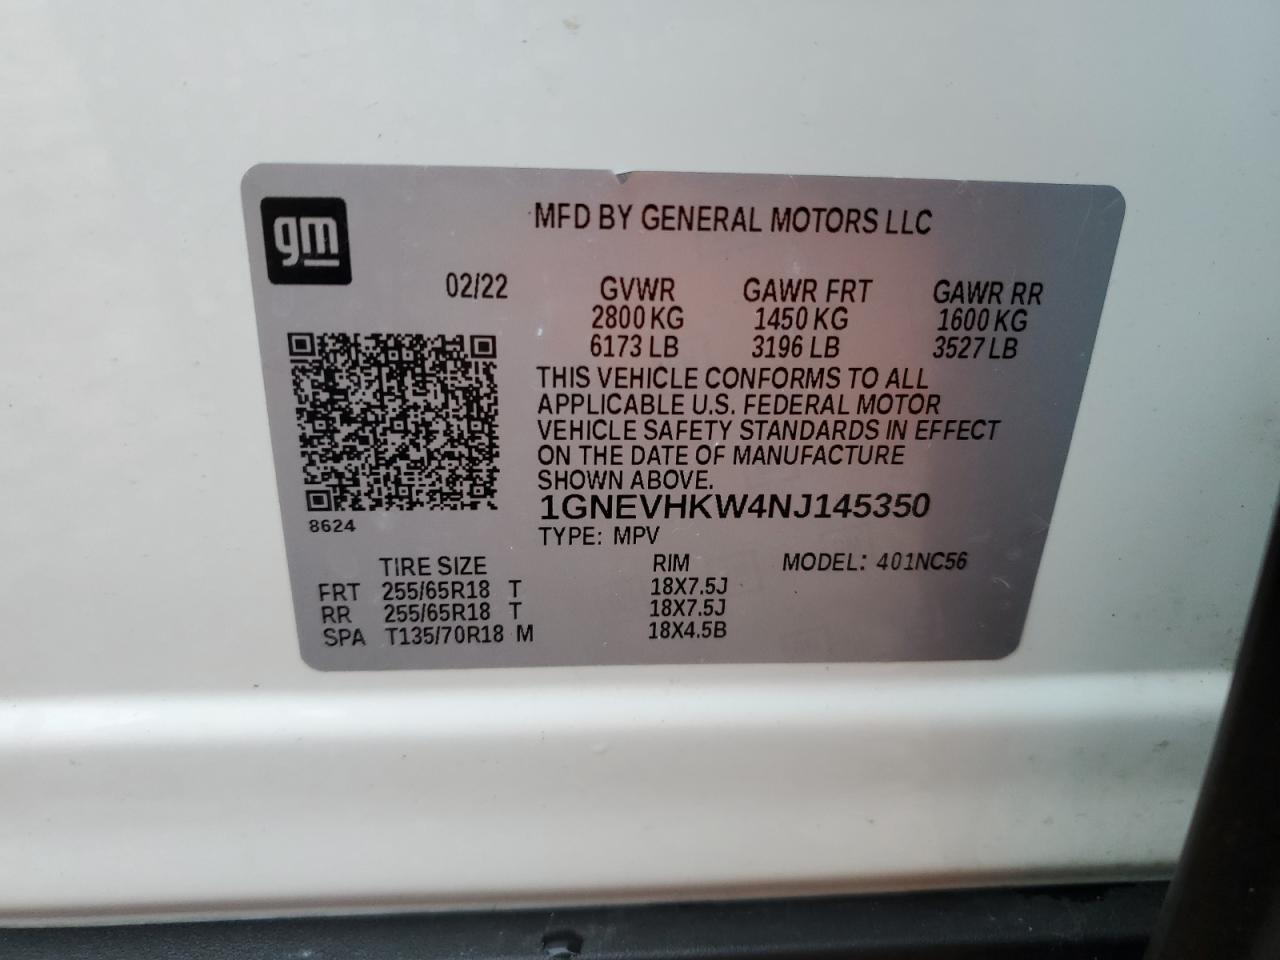 gm
MFD BY GENERAL MOTORS LLC
02/22 GVWR GAWR FRT GAWR RR
2800 KG 1450 KG 1600 KG
6173 LB 3196 LB 3527 LB
THIS VEHICLE CONFORMS TO ALL
APPLICABLE U.S. FEDERAL MOTOR
VEHICLE SAFETY STANDARDS IN EFFECT
ON THE DATE OF MANUFACTURE
SHOWN ABOVE.
1GNEVHKW4NJ145350
8624
TYPE: MPV
TIRE SIZE RIM MODEL: 401NC56
FRT 255/65R18 T 18X7.5J
RR 255/65R18 T 18X7.5J
SPA T135/70R18 M 18X4.5B